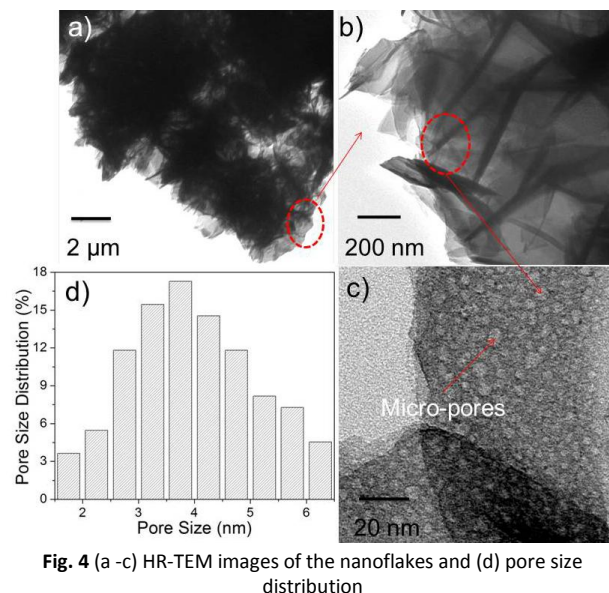 a)
2 µm
b)
200 nm
d)
18
15
12
9
6
3
0
Pore Size Distribution (%)
2 3 4 5 6
Pore Size (nm)
c)
Micro-pores
20 nm
Fig. 4 (a -c) HR-TEM images of the nanoflakes and (d) pore size
distribution